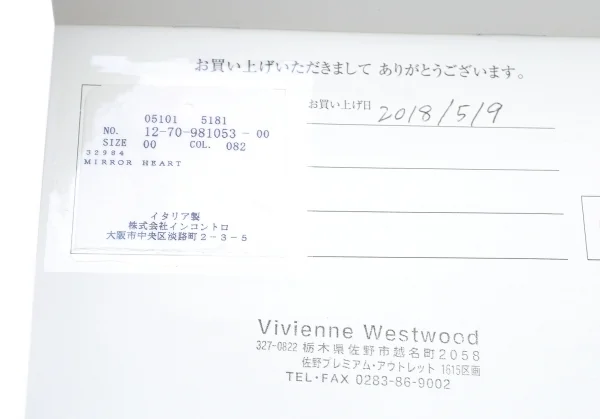 お買い上げいただきまして ありがとうございます。
お買い上げ日 2018/5/9
05101 5181
NO. 12-70-981053-00
SIZE 00 COL. 082
32984
MIRROR HEART
イタリア製
株式会社インコントロ
大阪市中央区淡路町2-3-5
Vivienne Westwood
327-0822 栃木県佐野市越名町2058
佐野プレミアム・アウトレット 1615区画
TEL・FAX 0283-86-9002